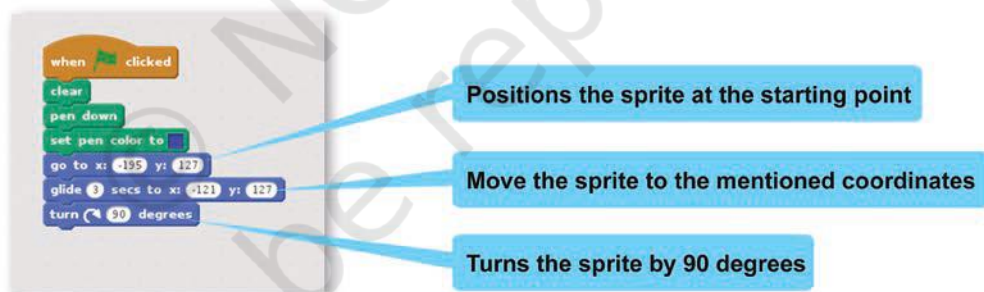 when clicked
clear
pen down
set pen color to
go to x: -195 y: 127
glide 3 secs to x: -121 y: 127
turn 90 degrees
Positions the sprite at the starting point
Move the sprite to the mentioned coordinates
Turns the sprite by 90 degrees